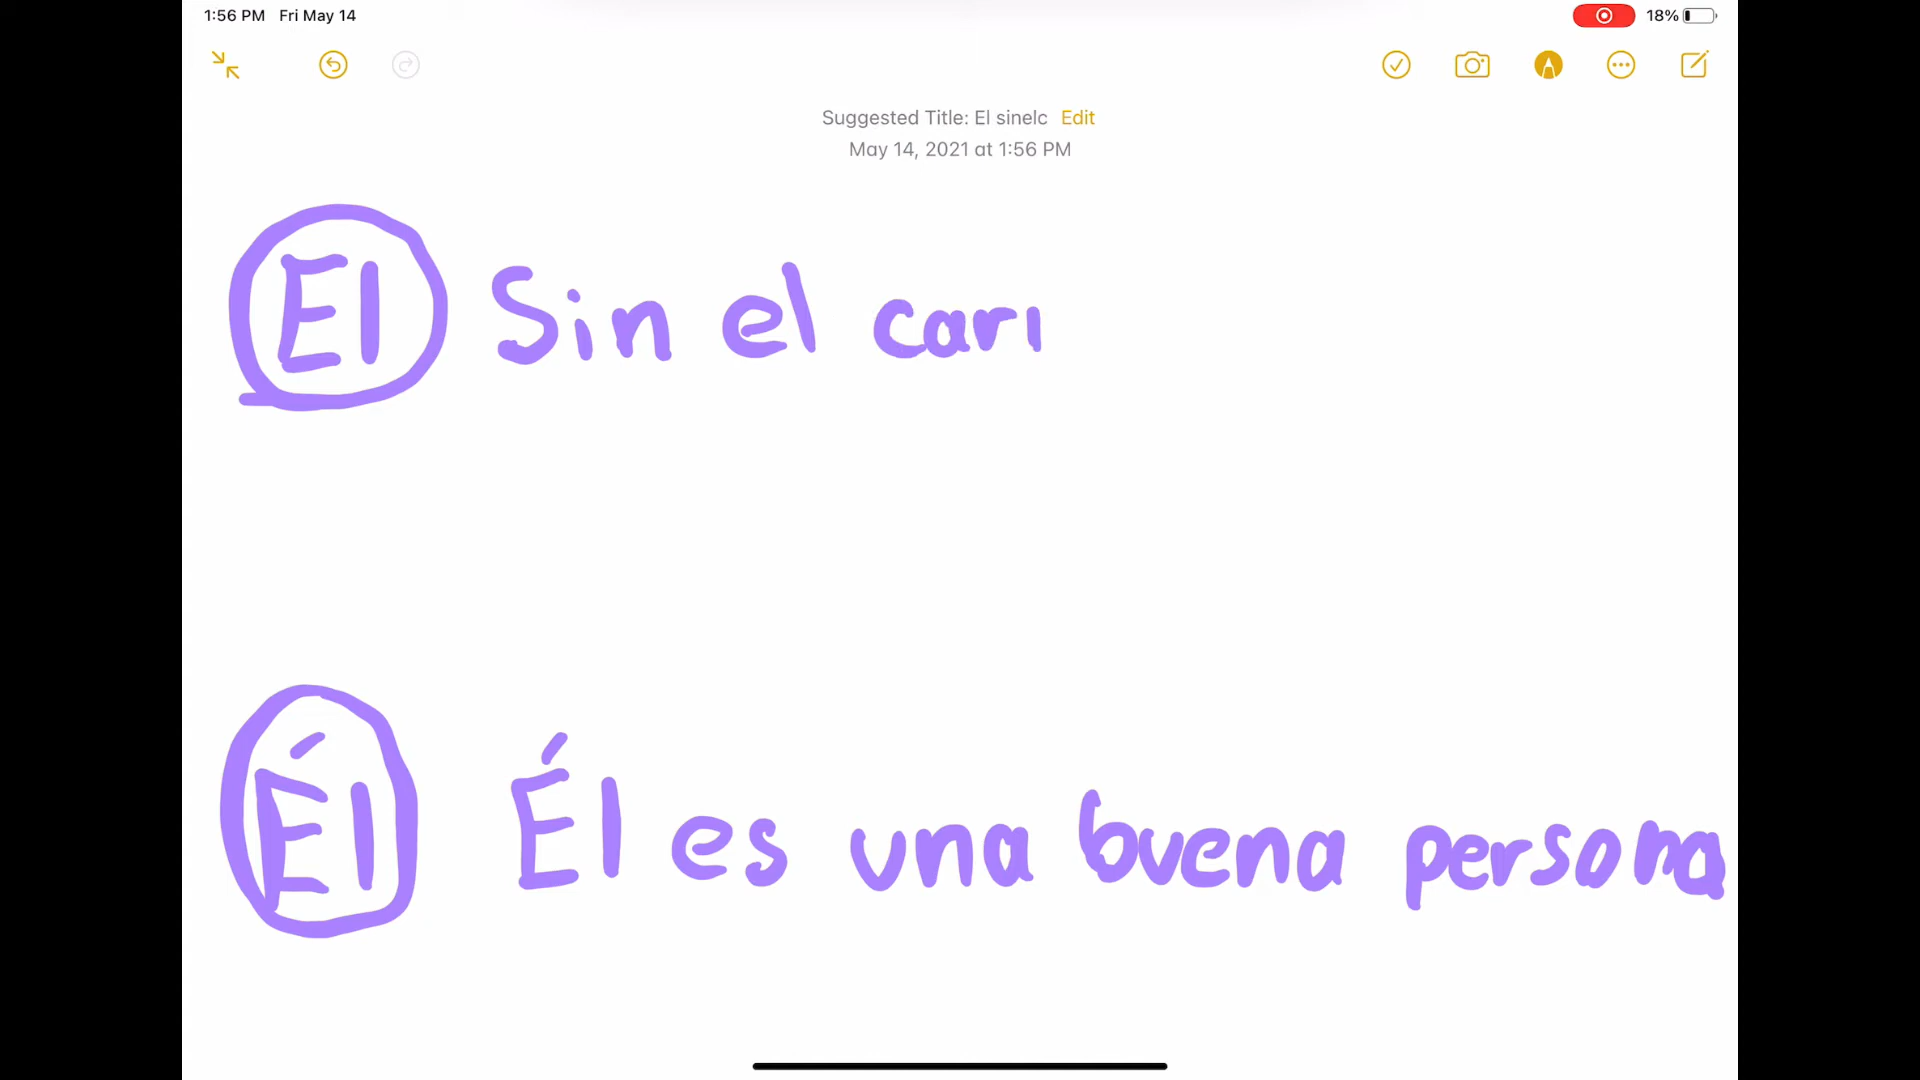 1:56 PM Fri May 14 18%
Suggested Title: El sinelc Edit
May 14, 2021 at 1:56 PM
El Sin el cari
Él Él es una buena persona